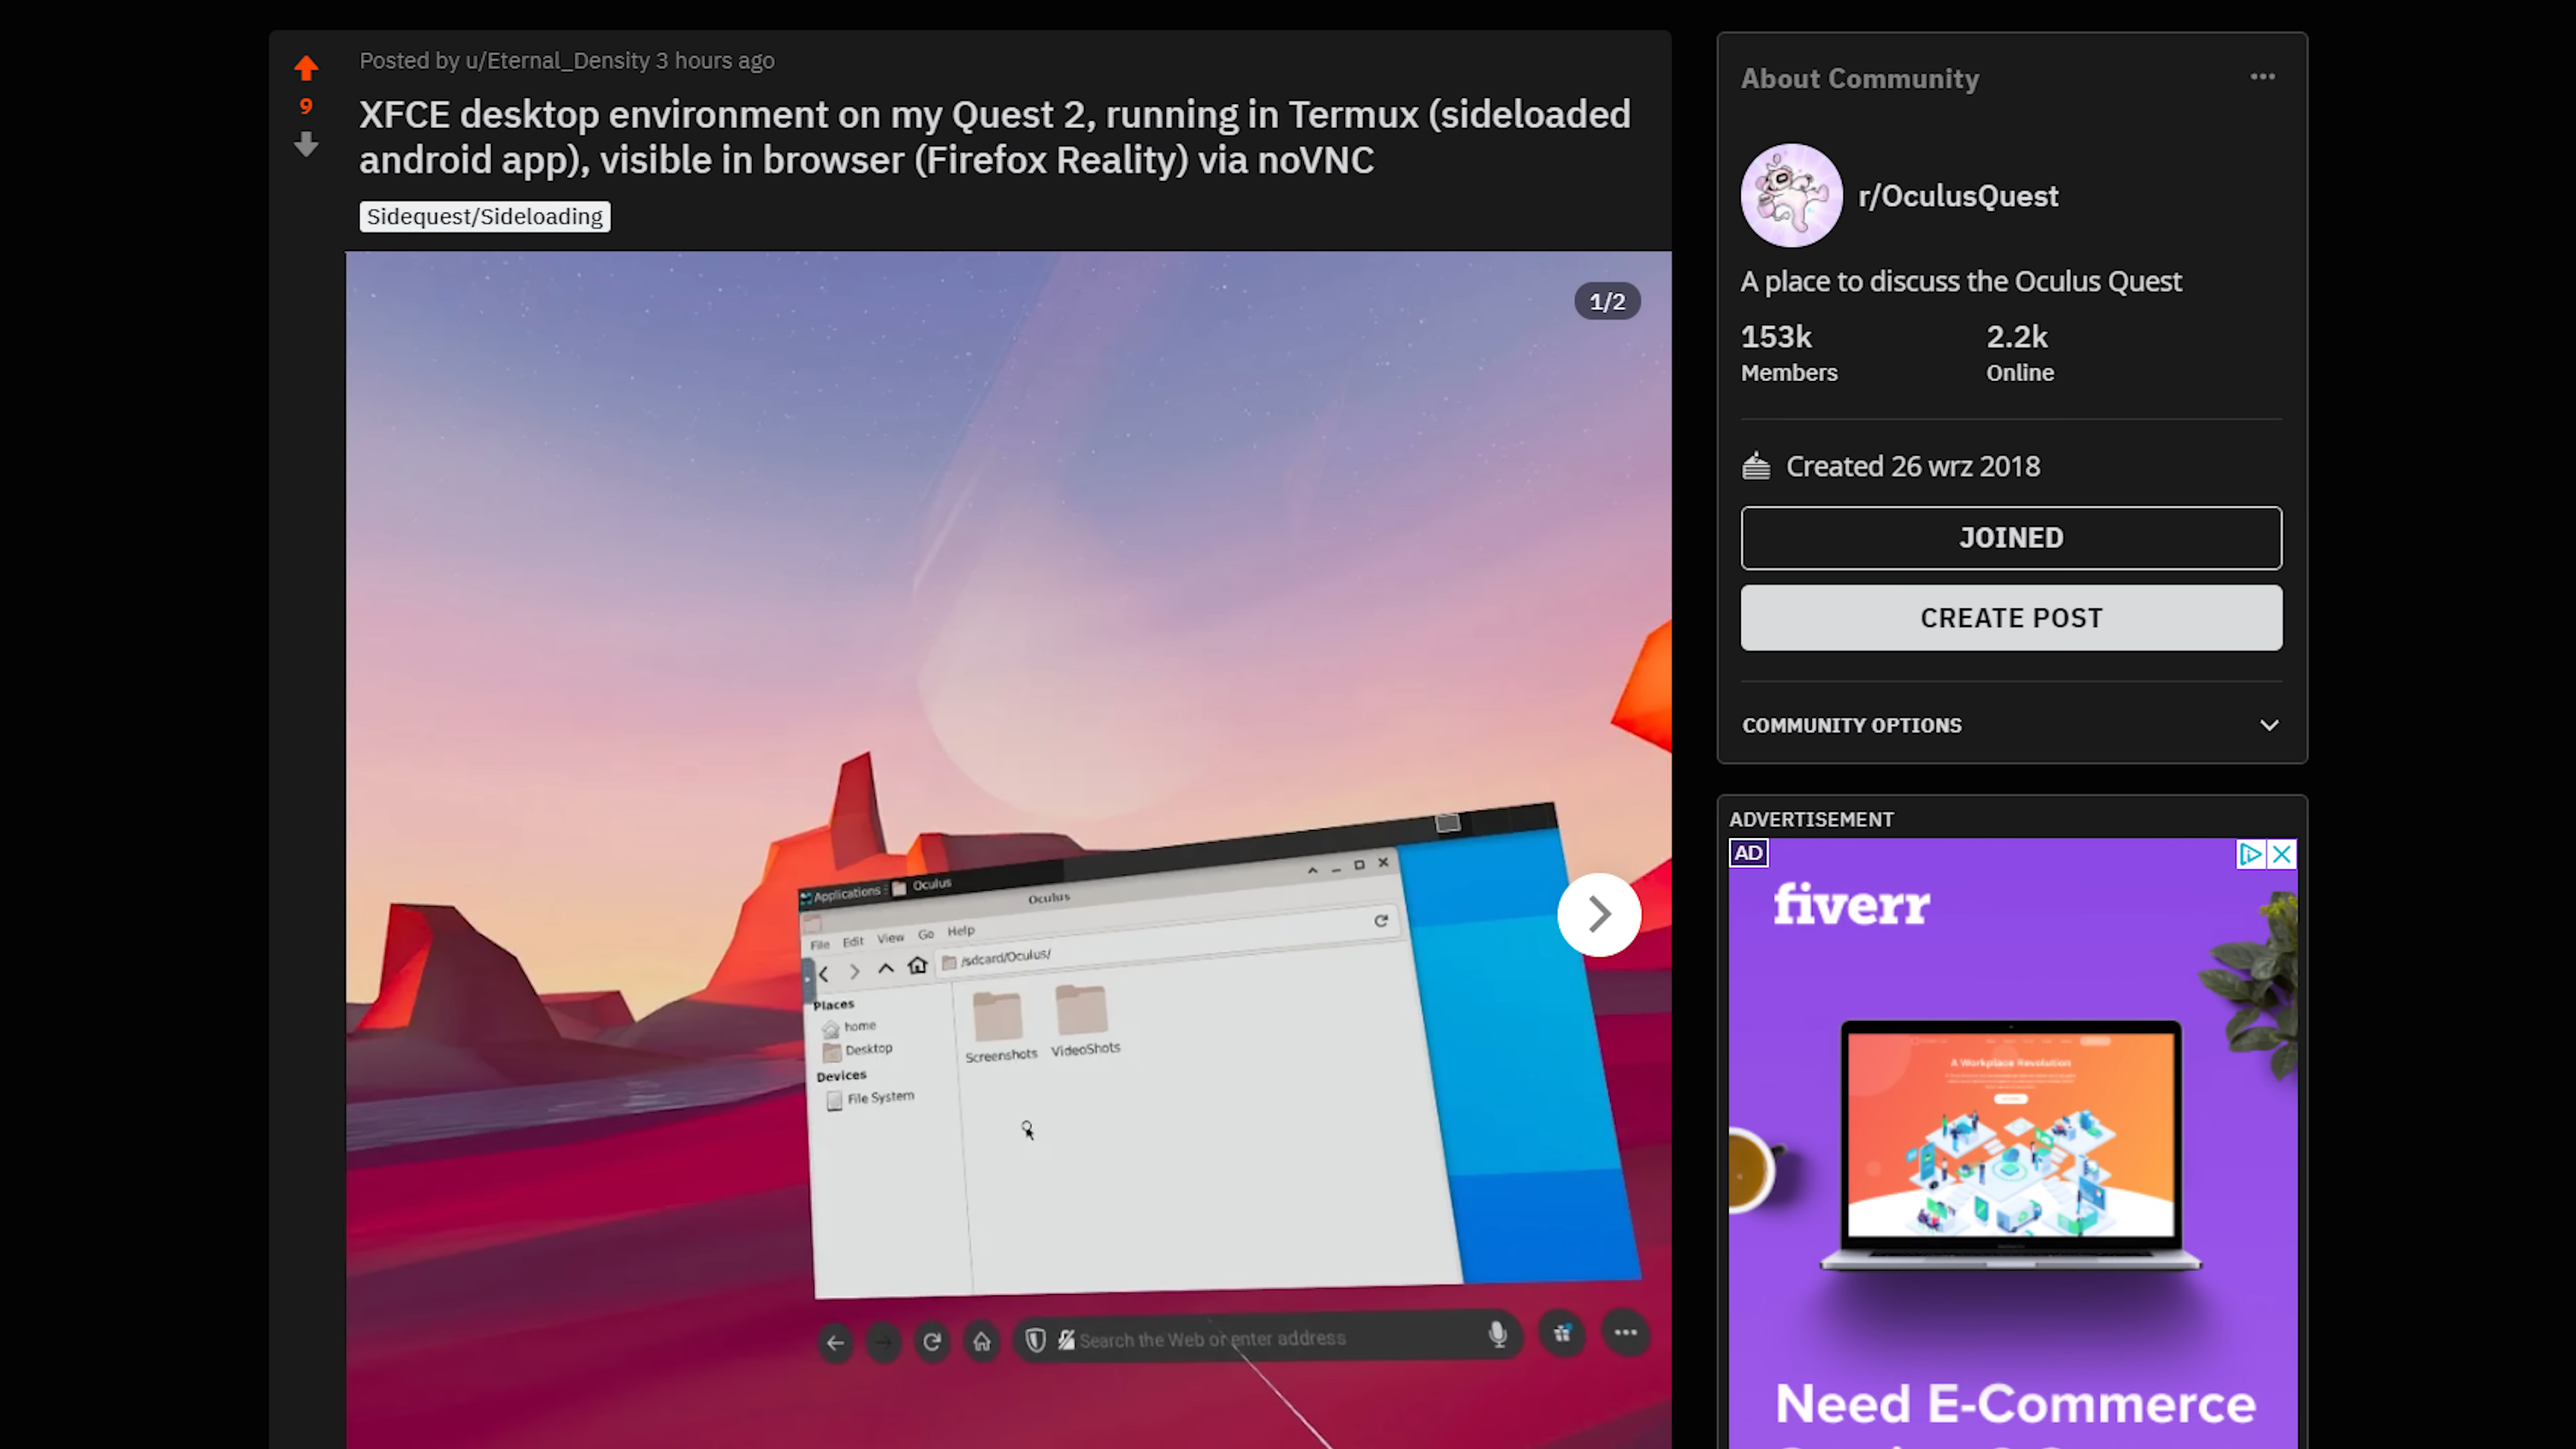 Posted by u/Eternal_Density 3 hours ago
9
XFCE desktop environment on my Quest 2, running in Termux (sideloaded
android app), visible in browser (Firefox Reality) via noVNC
Sidequest/Sideloading
1/2
Applications
Oculus
Oculus
File Edit View Go Help
/sdcard/Oculus/
Places
home
Desktop
Devices
File System
Screenshots
VideoShots
Search the Web or enter address
About Community
r/OculusQuest
A place to discuss the Oculus Quest
153k
2.2k
Members
Online
Created 26 wrz 2018
JOINED
CREATE POST
COMMUNITY OPTIONS
ADVERTISEMENT
AD
fiverr
A Workplace Revolution
Need E-Commerce